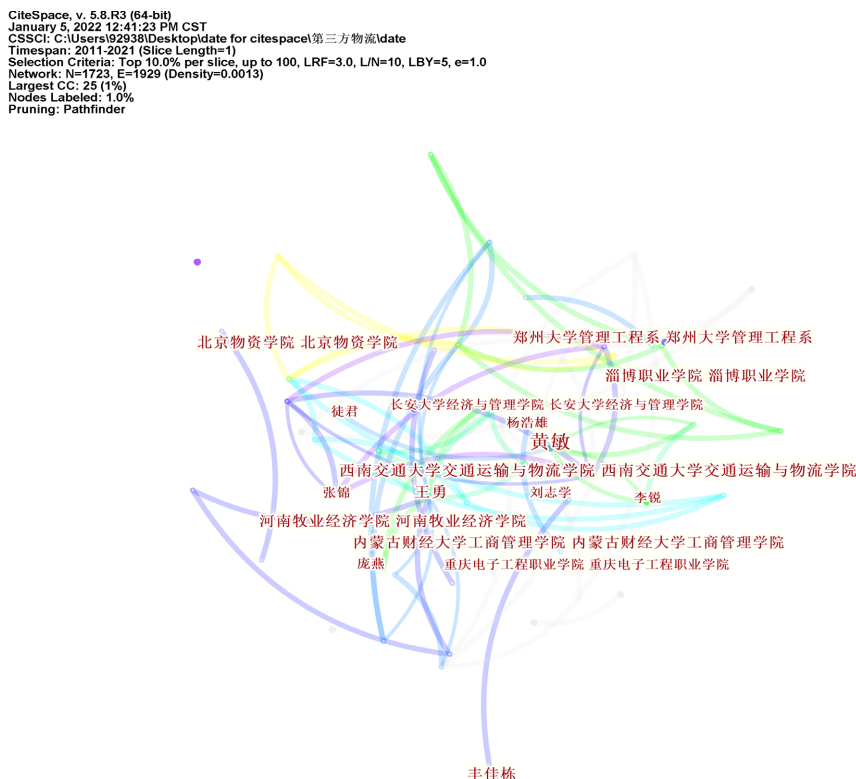 CiteSpace, v. 5.8.R3 (64-bit)
January 5, 2022 12:41:23 PM CST
CSSCI: C:\Users\92938\Desktop\date for citespace\第三方物流\date
Timespan: 2011-2021 (Slice Length=1)
Selection Criteria: Top 10.0% per slice, up to 100, LRF=3.0, L/N=10, LBY=5, e=1.0
Network: N=1723, E=1929 (Density=0.0013)
Largest CC: 25 (1%)
Nodes Labeled: 1.0%
Pruning: Pathfinder
郑州大学管理工程系 郑州大学管理工程系
北京物资学院 北京物资学院
淄博职业学院 淄博职业学院
长安大学经济与管理学院 长安大学经济与管理学院
徒君
杨浩雄
黄敏
西南交通大学交通运输与物流学院 西南交通大学交通运输与物流学院
张锦 王勇 刘志学 李锐
河南牧业经济学院 河南牧业经济学院
内蒙古财经大学工商管理学院 内蒙古财经大学工商管理学院
庞燕 重庆电子工程职业学院 重庆电子工程职业学院
丰佳栋